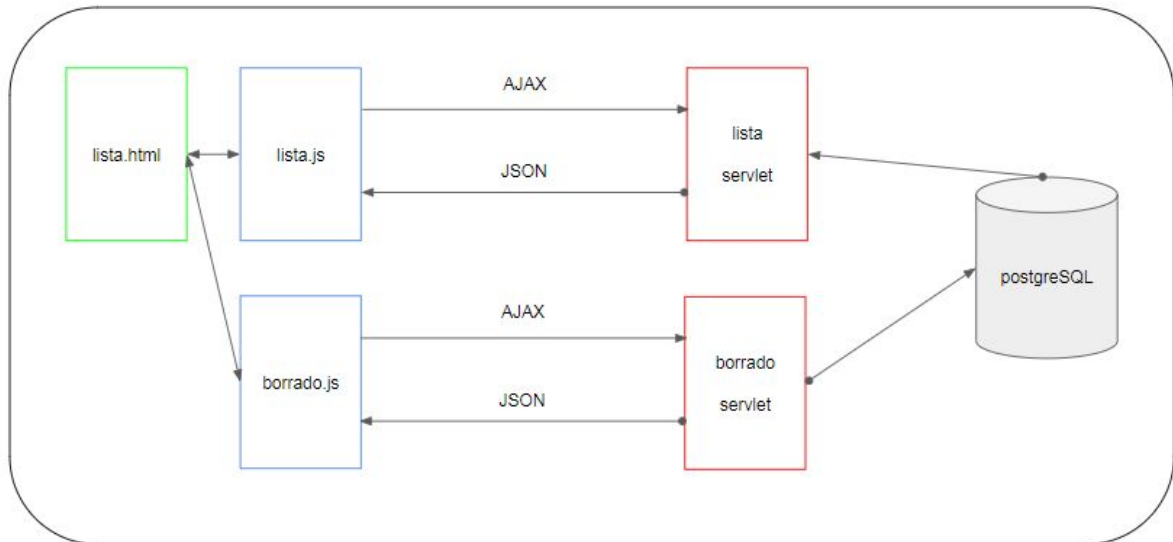 AJAX
lista.html
lista.js
lista
servlet
JSON
postgreSQL
AJAX
borrado.js
borrado
servlet
JSON